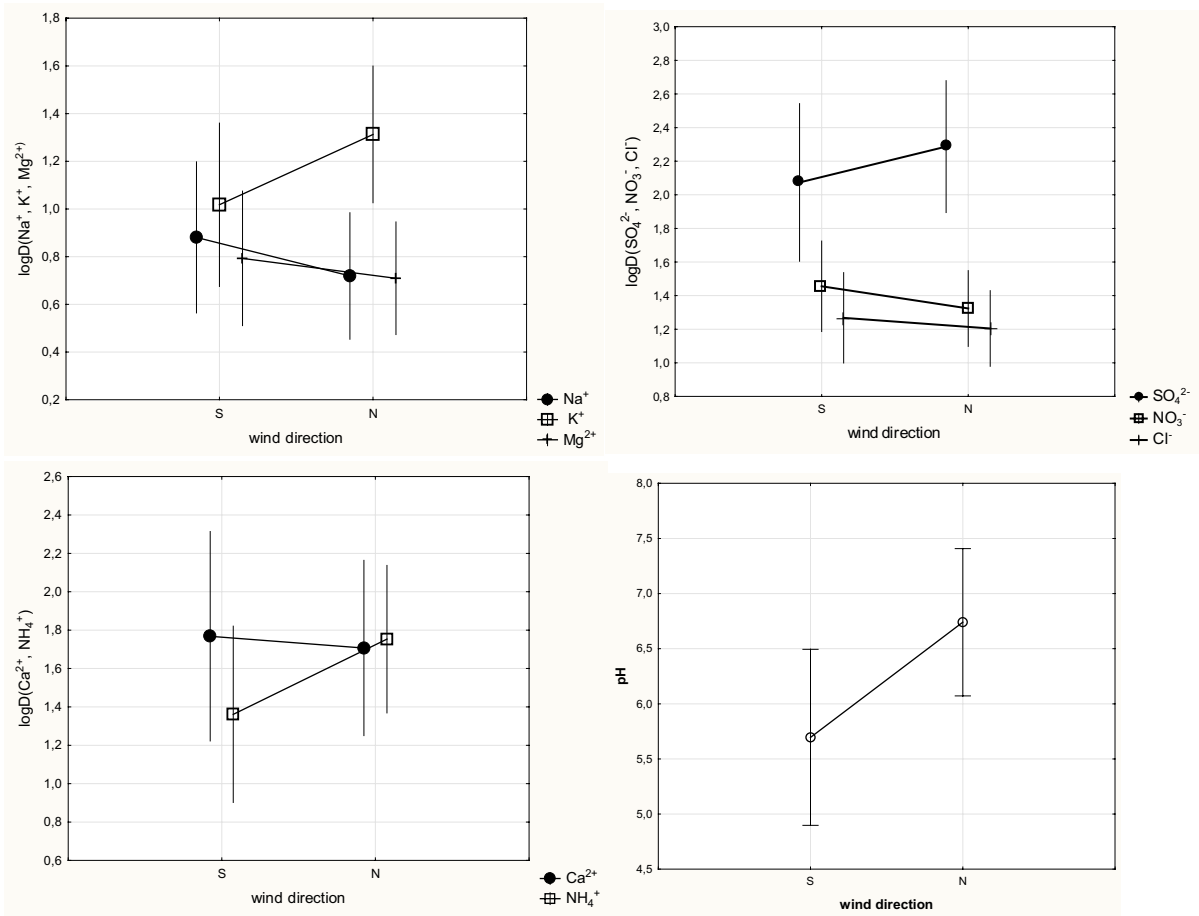 1,8
1,6
1,4
1,2
1,0
0,8
0,6
0,4
0,2
logD(Na⁺, K⁺, Mg²⁺)
S N
wind direction
Na⁺
K⁺
Mg²⁺
3,0
2,8
2,6
2,4
2,2
2,0
1,8
1,6
1,4
1,2
1,0
0,8
logD(SO₄²⁻, NO₃⁻, Cl⁻)
S N
wind direction
SO₄²⁻
NO₃⁻
Cl⁻
2,6
2,4
2,2
2,0
1,8
1,6
1,4
1,2
1,0
0,8
0,6
logD(Ca²⁺, NH₄⁺)
S N
wind direction
Ca²⁺
NH₄⁺
8,0
7,5
7,0
6,5
6,0
5,5
5,0
4,5
pH
S N
wind direction